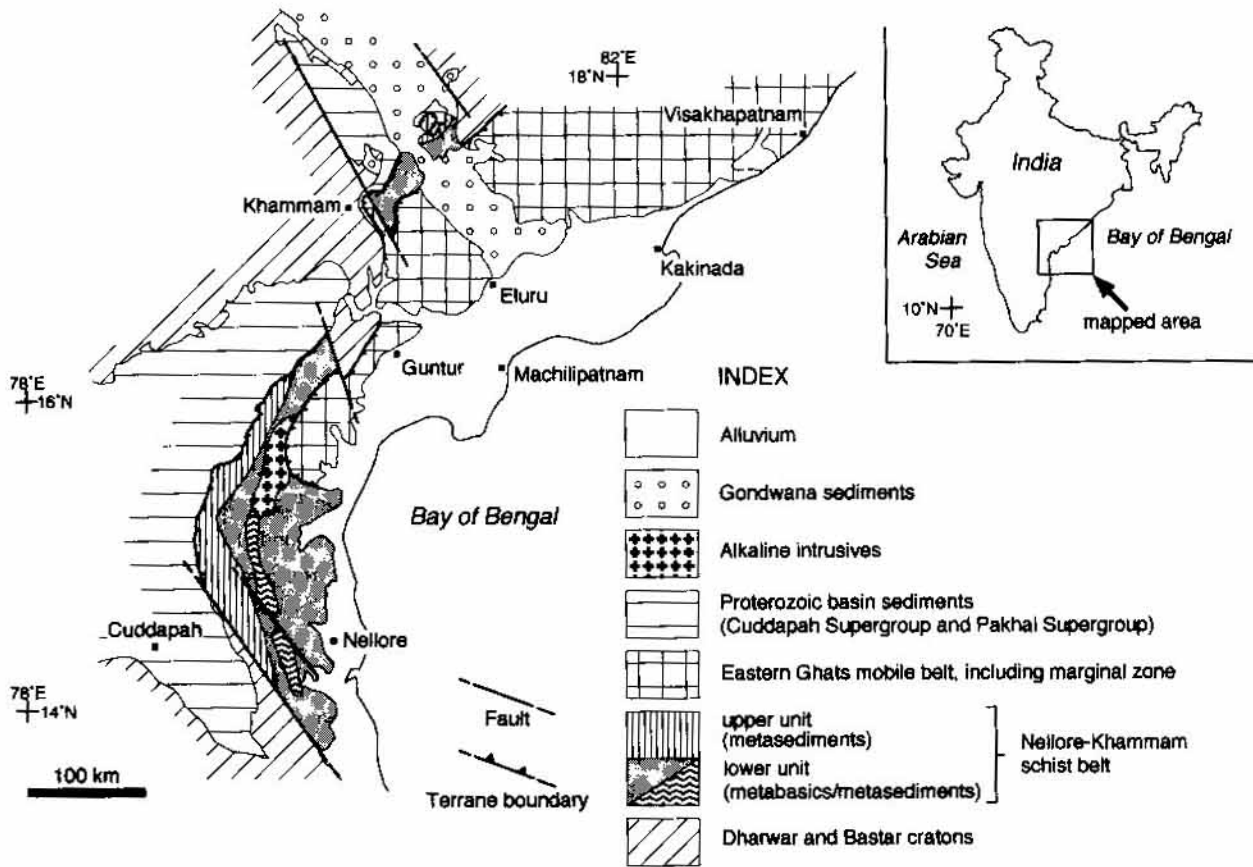 82°E
18°N
Visakhapatnam
Khammam
Kakinada
Eluru
Guntur
Machilipatnam
78°E
16°N
Bay of Bengal
Cuddapah
Nellore
78°E
14°N
100 km
Fault
Terrane boundary
India
Arabian
Sea
Bay of Bengal
10°N
70°E
mapped area
INDEX
Alluvium
Gondwana sediments
Alkaline intrusives
Proterozoic basin sediments
(Cuddapah Supergroup and Pakhal Supergroup)
Eastern Ghats mobile belt, including marginal zone
upper unit
(metasediments)
lower unit
(metabasics/metasediments)
Nellore-Khammam
schist belt
Dharwar and Bastar cratons